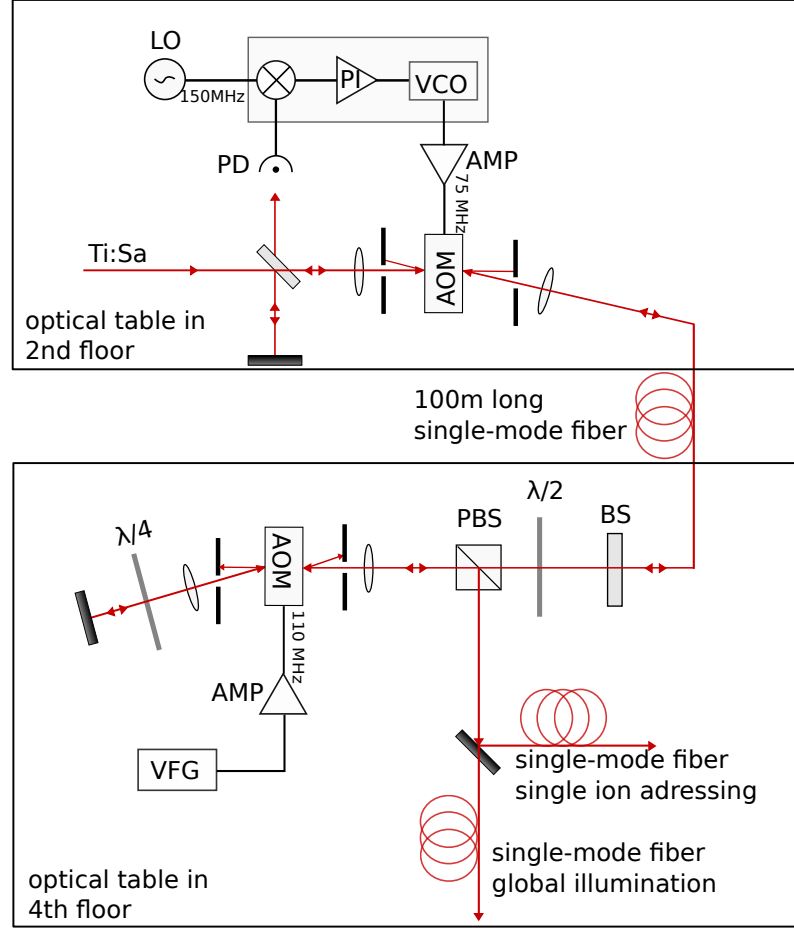 LO
150MHz
PI
VCO
PD
AMP
75 MHz
Ti:Sa
AOM
optical table in
2nd floor
100m long
single-mode fiber
λ/2
PBS
BS
λ/4
AOM
110 MHz
AMP
VFG
single-mode fiber
single ion adressing
single-mode fiber
global illumination
optical table in
4th floor